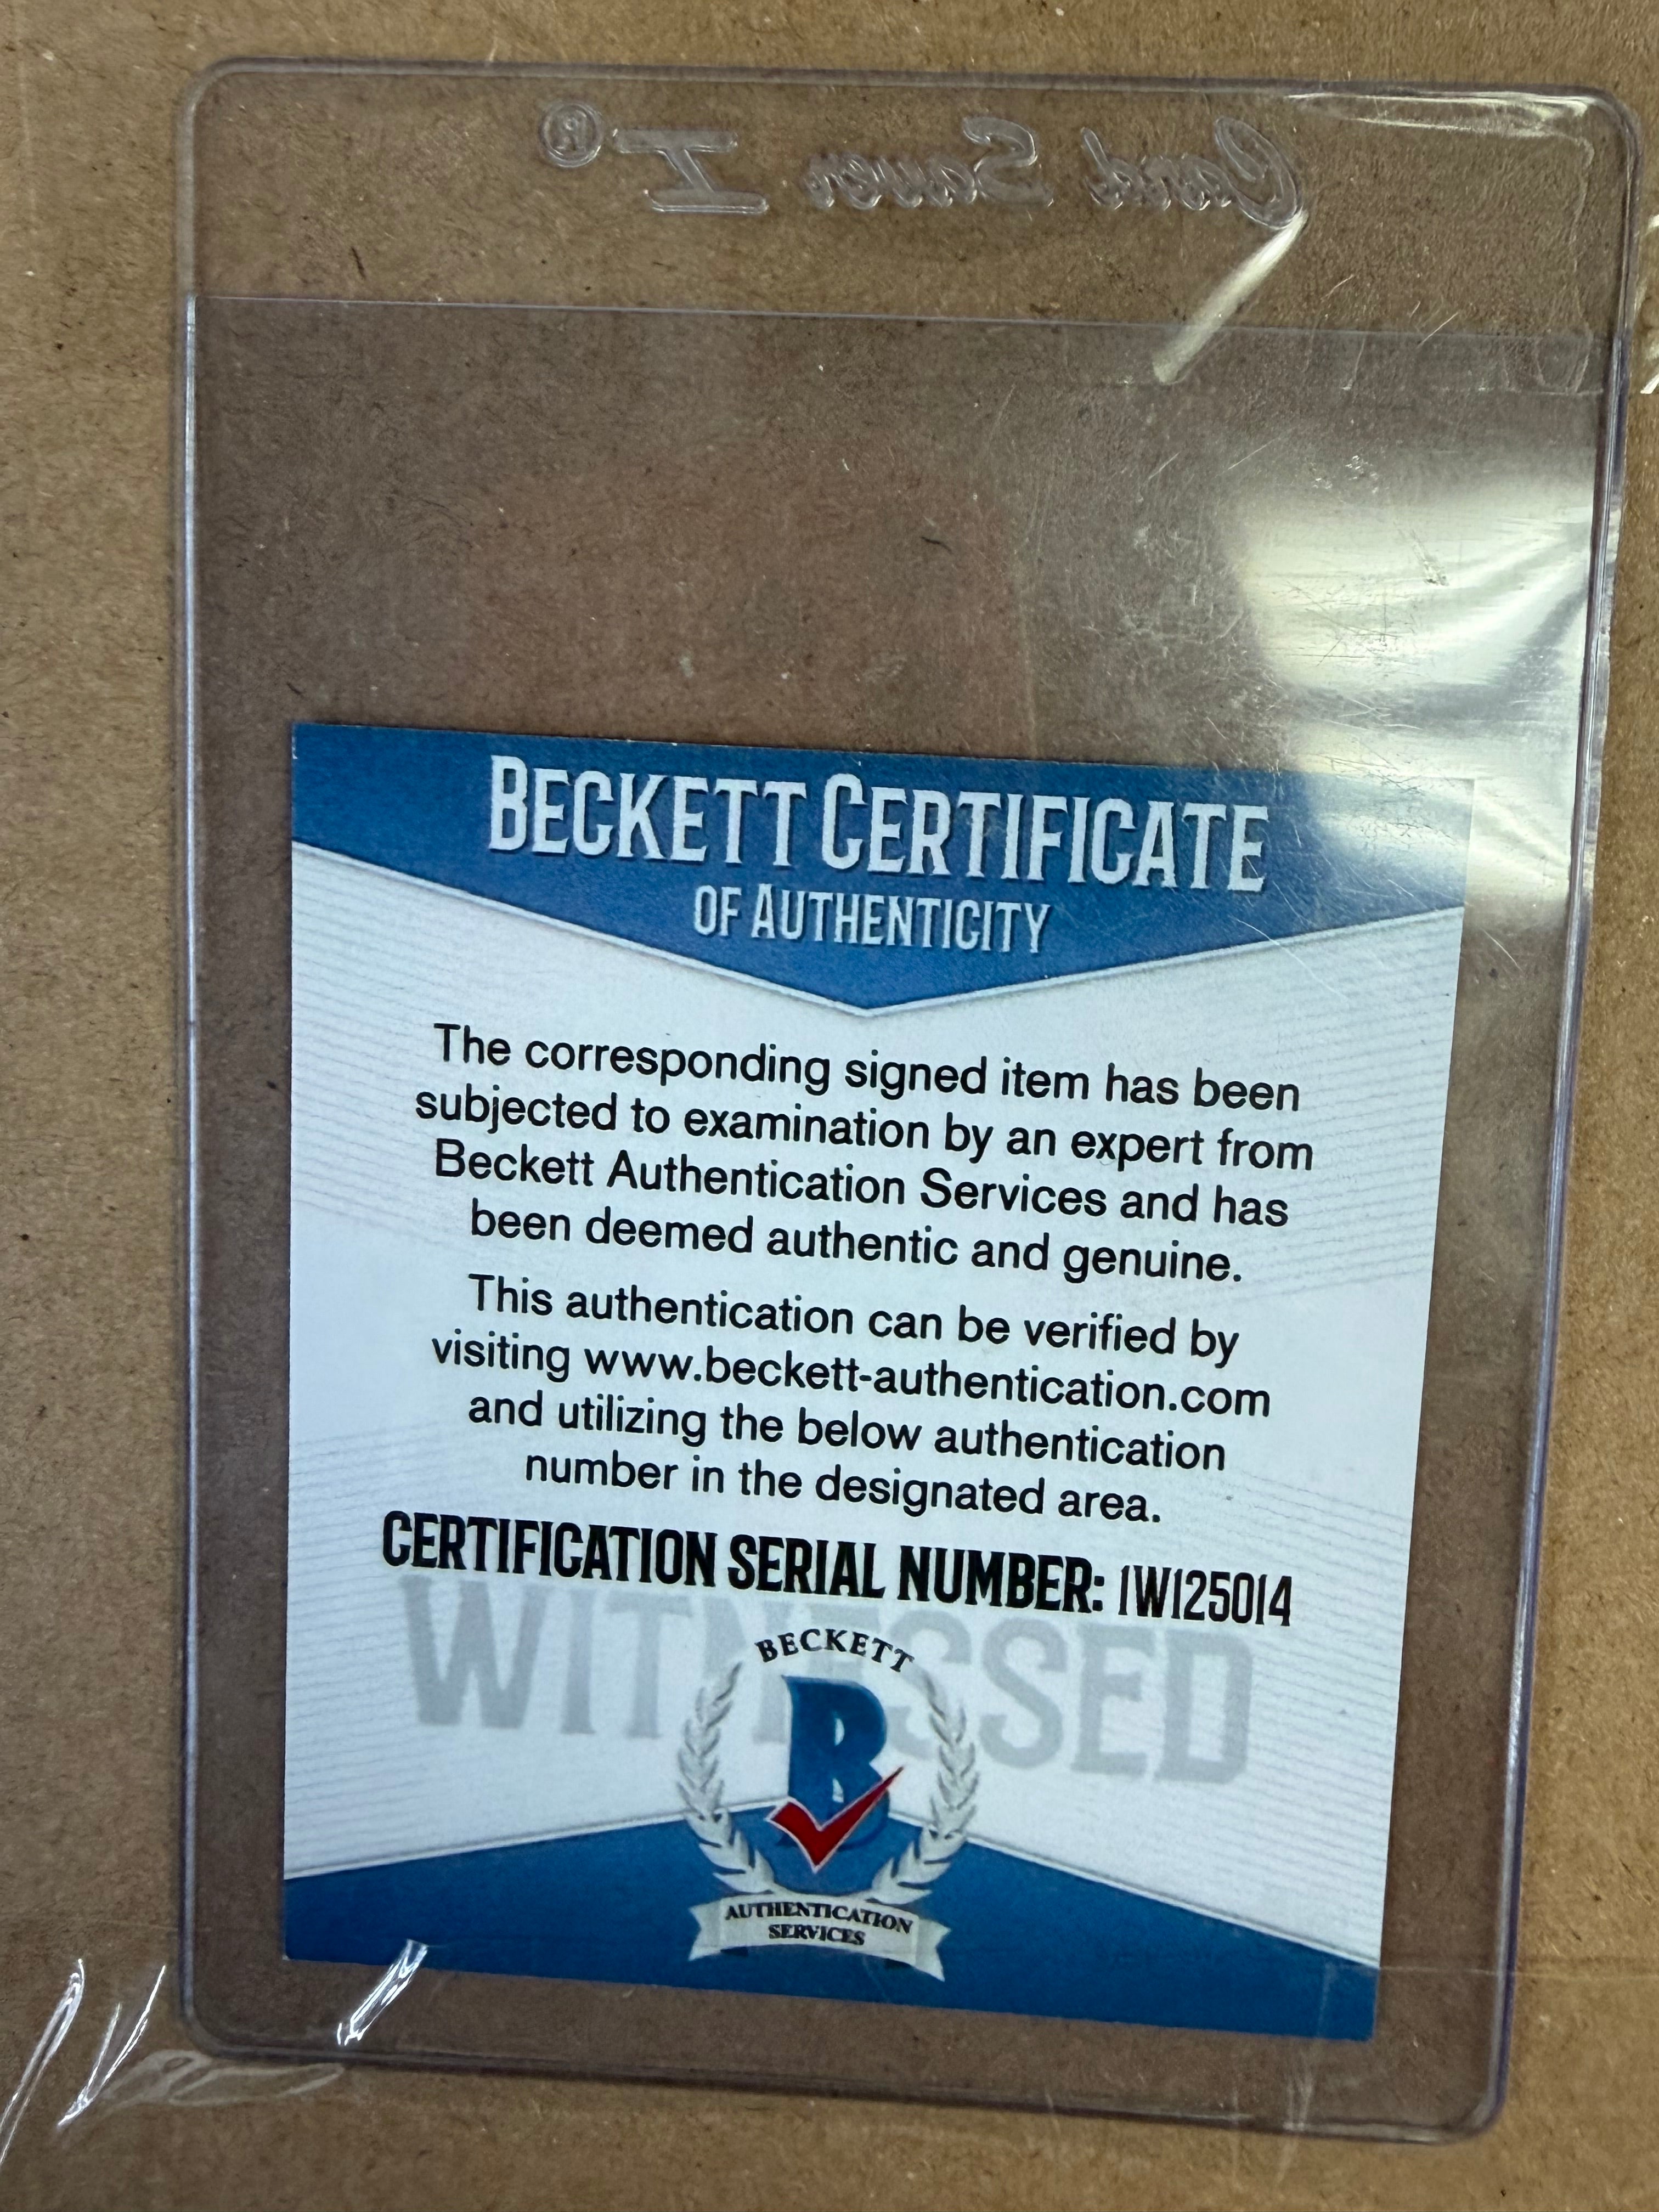 Card Saver I®
BECKETT CERTIFICATE
OF AUTHENTICITY
The corresponding signed item has been
subjected to examination by an expert from
Beckett Authentication Services and has
been deemed authentic and genuine.
This authentication can be verified by
visiting www.beckett-authentication.com
and utilizing the below authentication
number in the designated area.
CERTIFICATION SERIAL NUMBER: 1W125014
WITNESSED
BECKETT
B
AUTHENTICATION
SERVICES